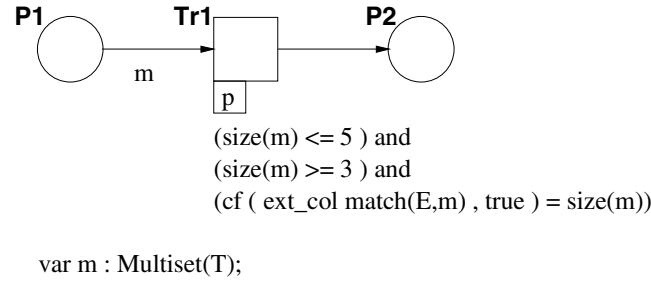 P1 Tr1 P2
m
p
(size(m) <= 5 ) and
(size(m) >= 3 ) and
(cf ( ext_col match(E,m) , true ) = size(m))
var m : Multiset(T);